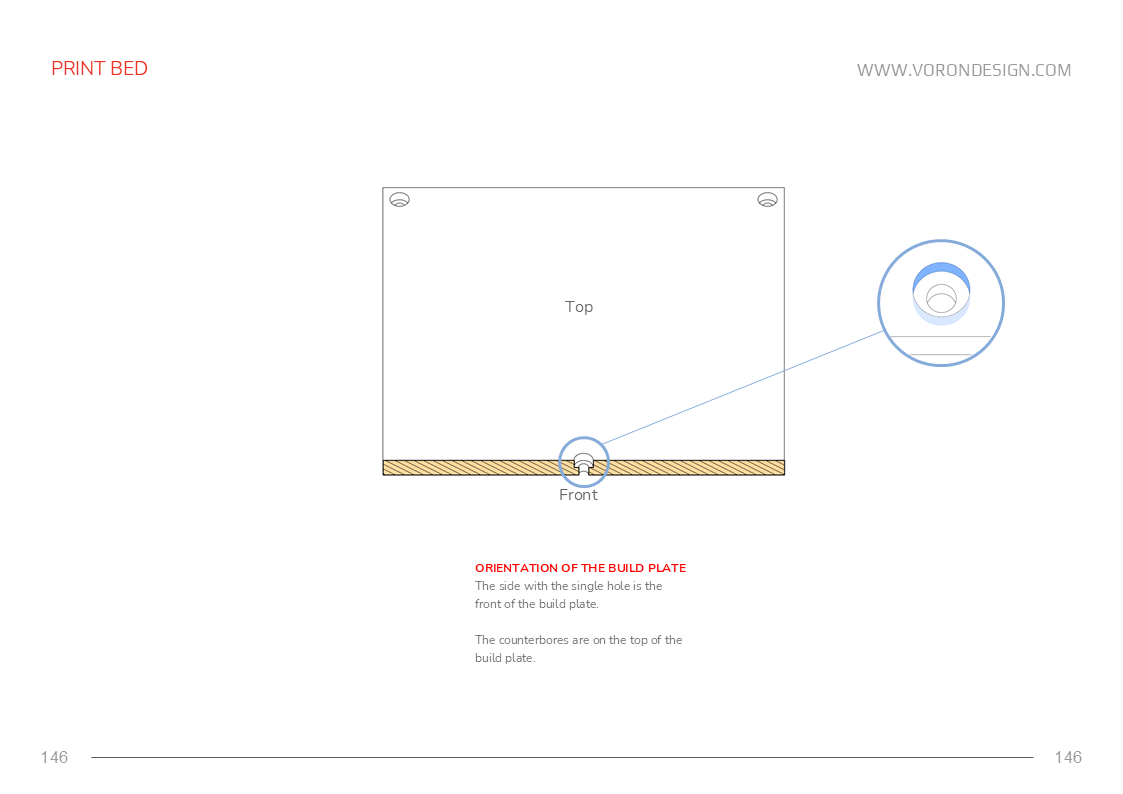 PRINT BED
WWW.VORONDESIGN.COM
Top
Front
ORIENTATION OF THE BUILD PLATE
The side with the single hole is the
front of the build plate.
The counterbores are on the top of the
build plate.
146
146